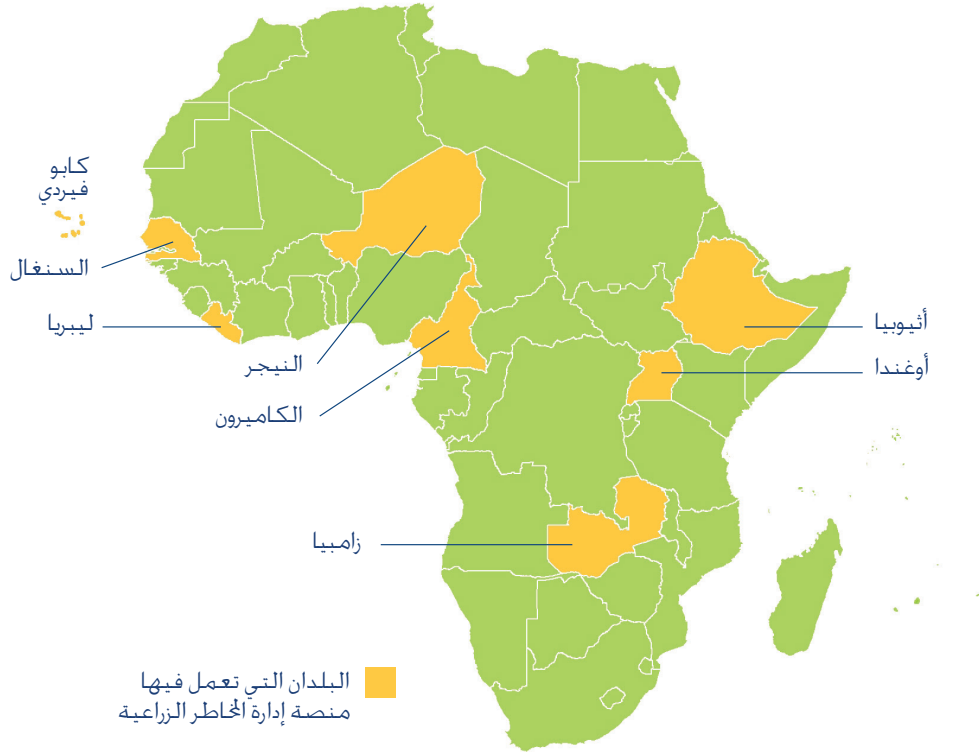 كابو
فيردي
السنغال
ليبريا
النيجر
الكاميرون
أثيوبيا
أوغندا
زامبيا
البلدان التي تعمل فيها
منصة إدارة المخاطر الزراعية